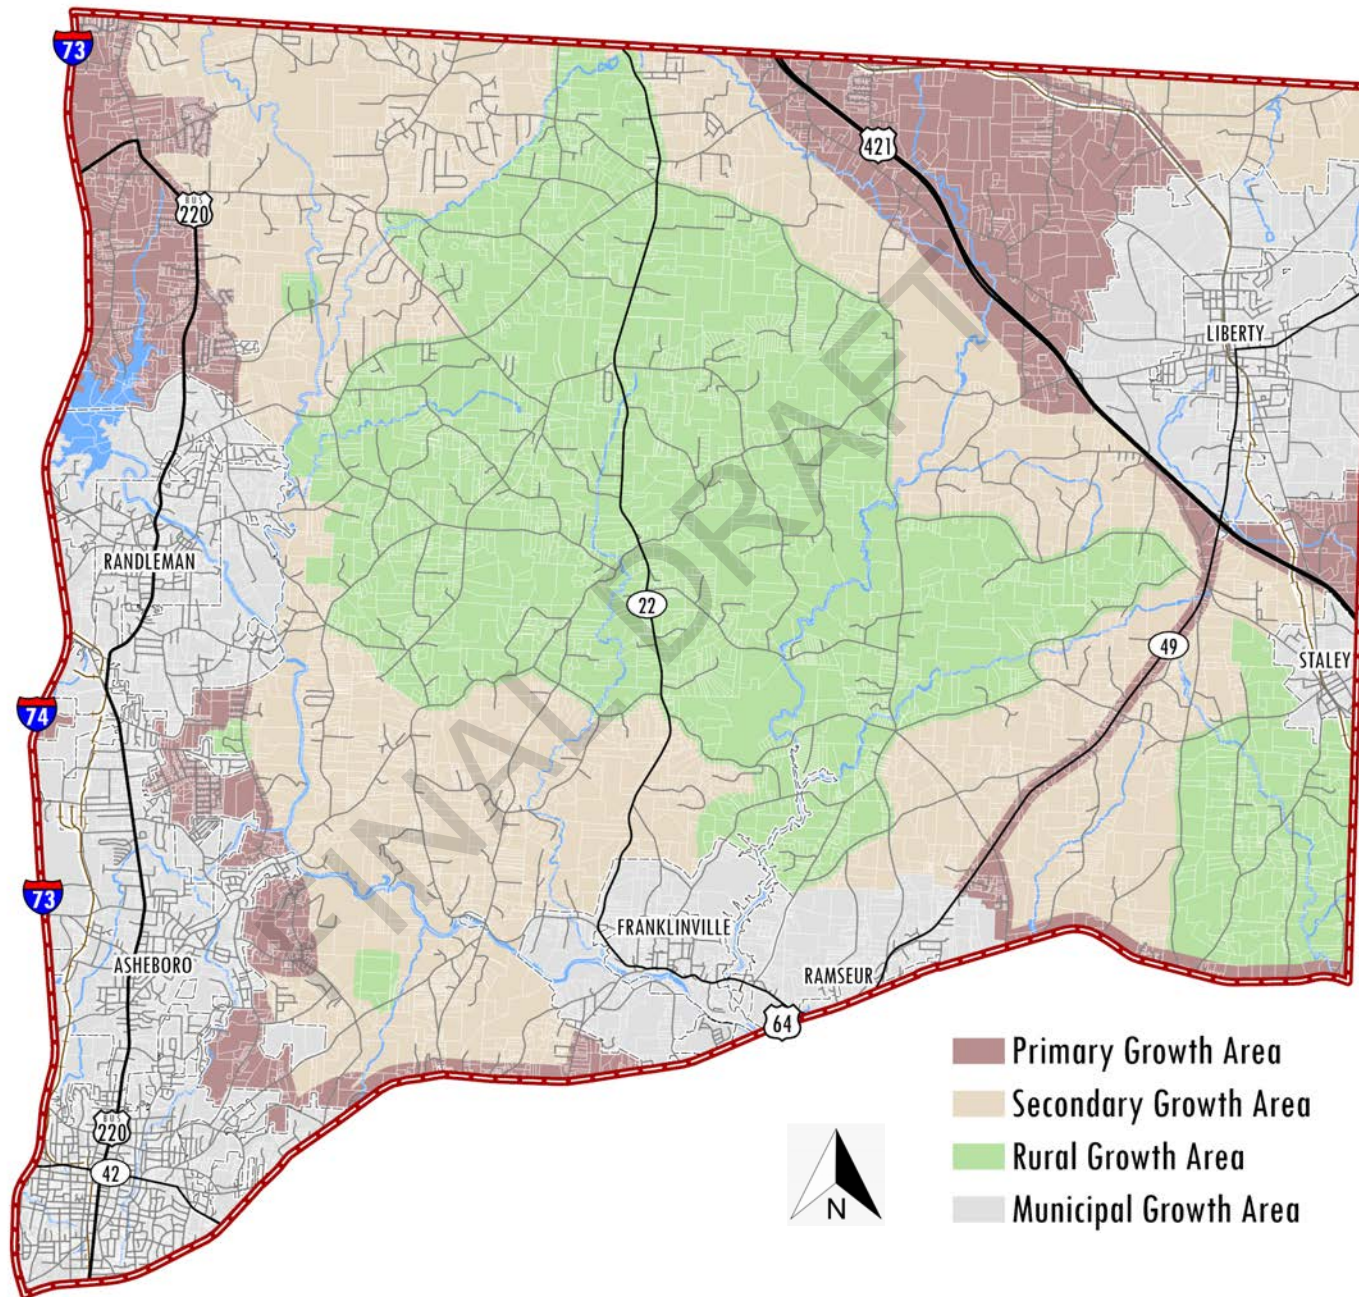 73
421
BUS
220
LIBERTY
RANDLEMAN
22
49
STALEY
74
73
FRANKLINVILLE
ASHEBORO
RAMSEUR
64
BUS
220
42
FINAL DRAFT
Primary Growth Area
Secondary Growth Area
Rural Growth Area
Municipal Growth Area
N